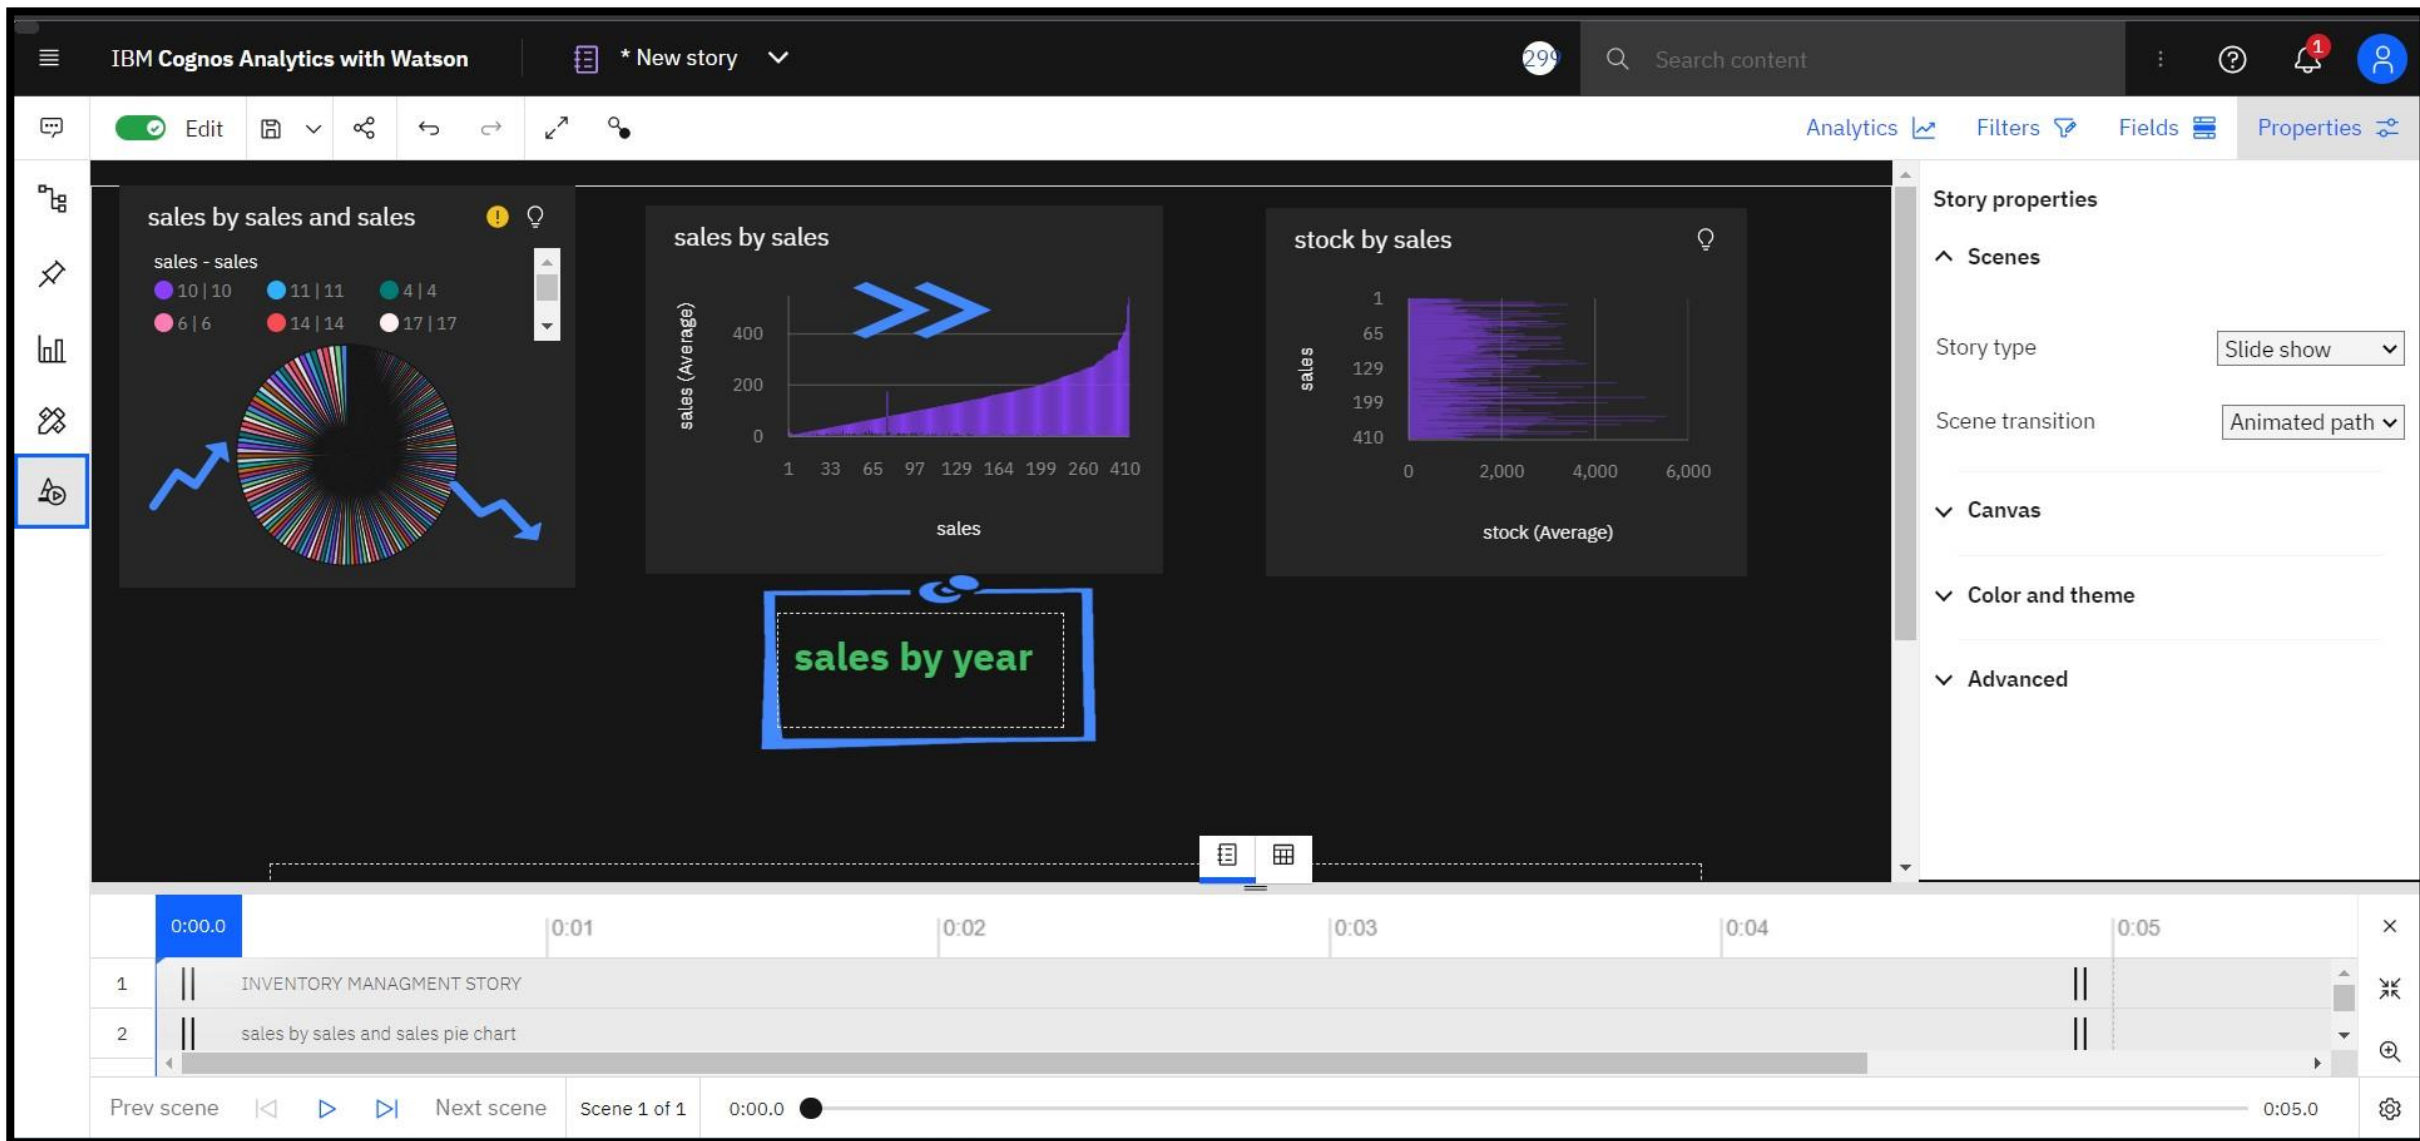 IBM Cognos Analytics with Watson
* New story
299
Search content
1
Edit
Analytics
Filters
Fields
Properties
sales by sales and sales
sales - sales
10 | 10
11 | 11
4 | 4
6 | 6
14 | 14
17 | 17
sales by sales
sales (Average)
400
200
0
1 33 65 97 129 164 199 260 410
sales
stock by sales
sales
1
65
129
199
410
0 2,000 4,000 6,000
stock (Average)
sales by year
Story properties
Scenes
Story type
Slide show
Scene transition
Animated path
Canvas
Color and theme
Advanced
0:00.0
0:01
0:02
0:03
0:04
0:05
1 INVENTORY MANAGMENT STORY
2 sales by sales and sales pie chart
Prev scene
Next scene
Scene 1 of 1
0:00.0
0:05.0